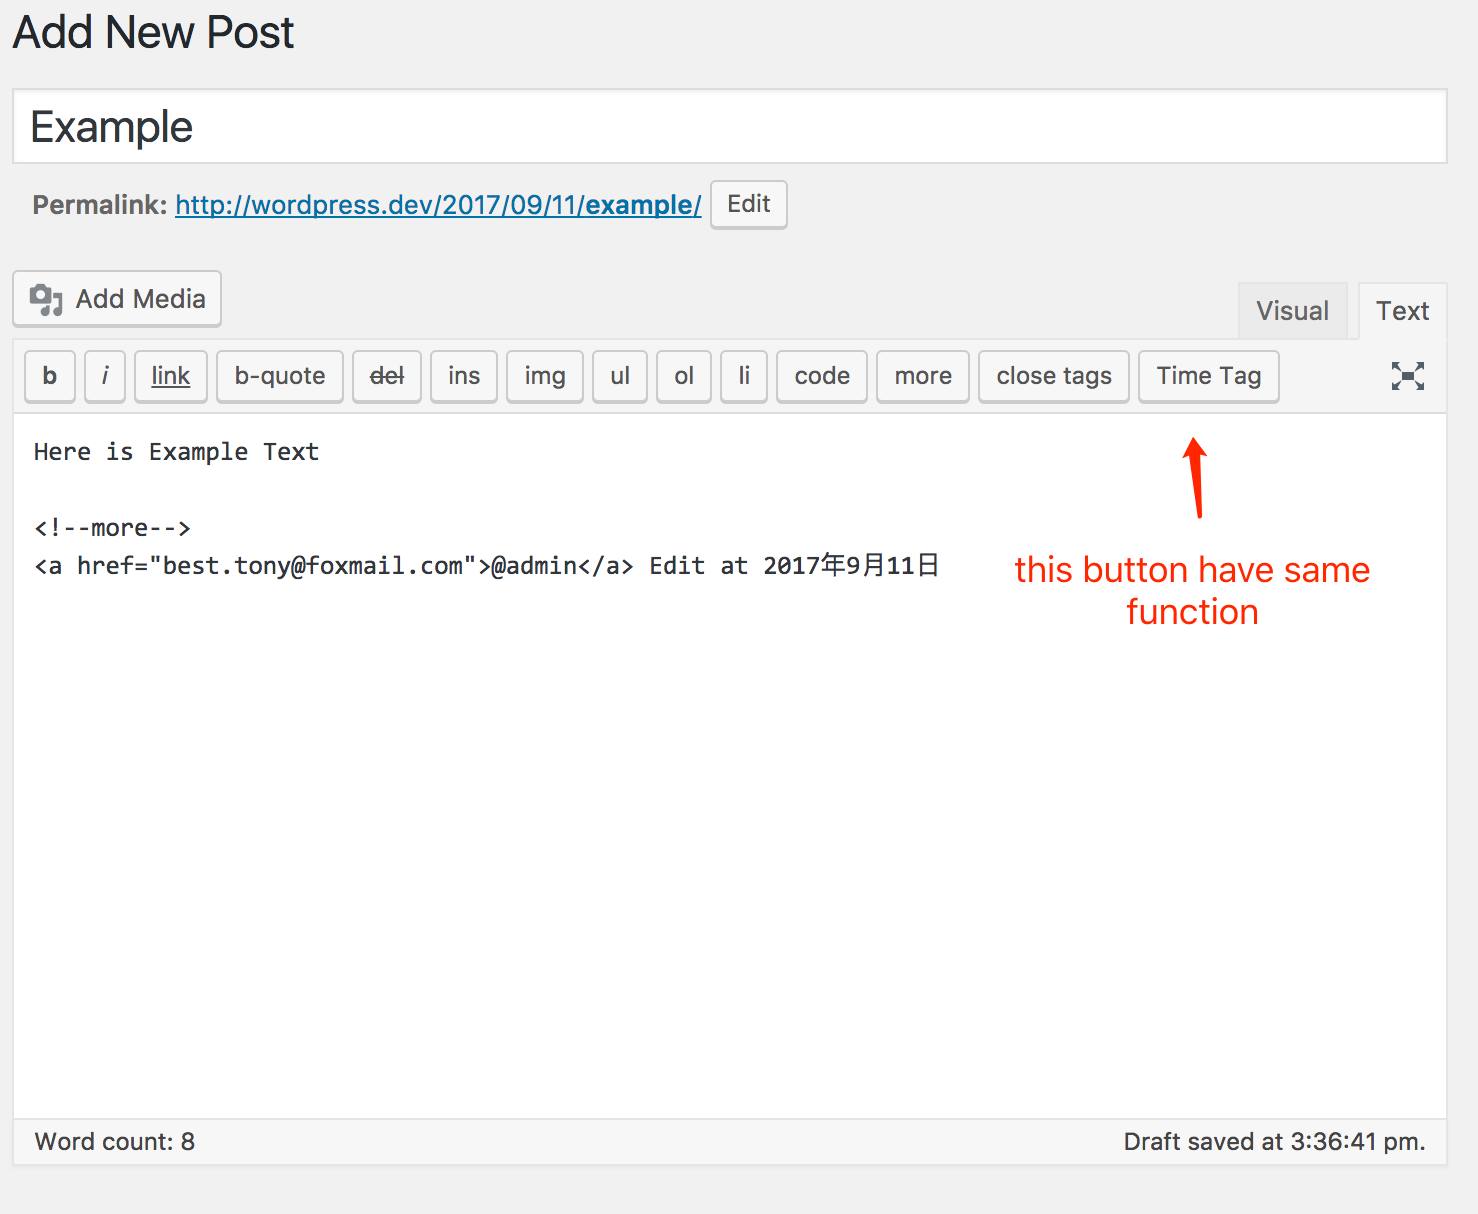 Add New Post
Example
Permalink: http://wordpress.dev/2017/09/11/example/ Edit
Add Media
Visual Text
b i link b-quote del ins img ul ol li code more close tags Time Tag
Here is Example Text
<!--more-->
<a href="best.tony@foxmail.com">@admin</a> Edit at 2017年9月11日
this button have same
function
Word count: 8
Draft saved at 3:36:41 pm.